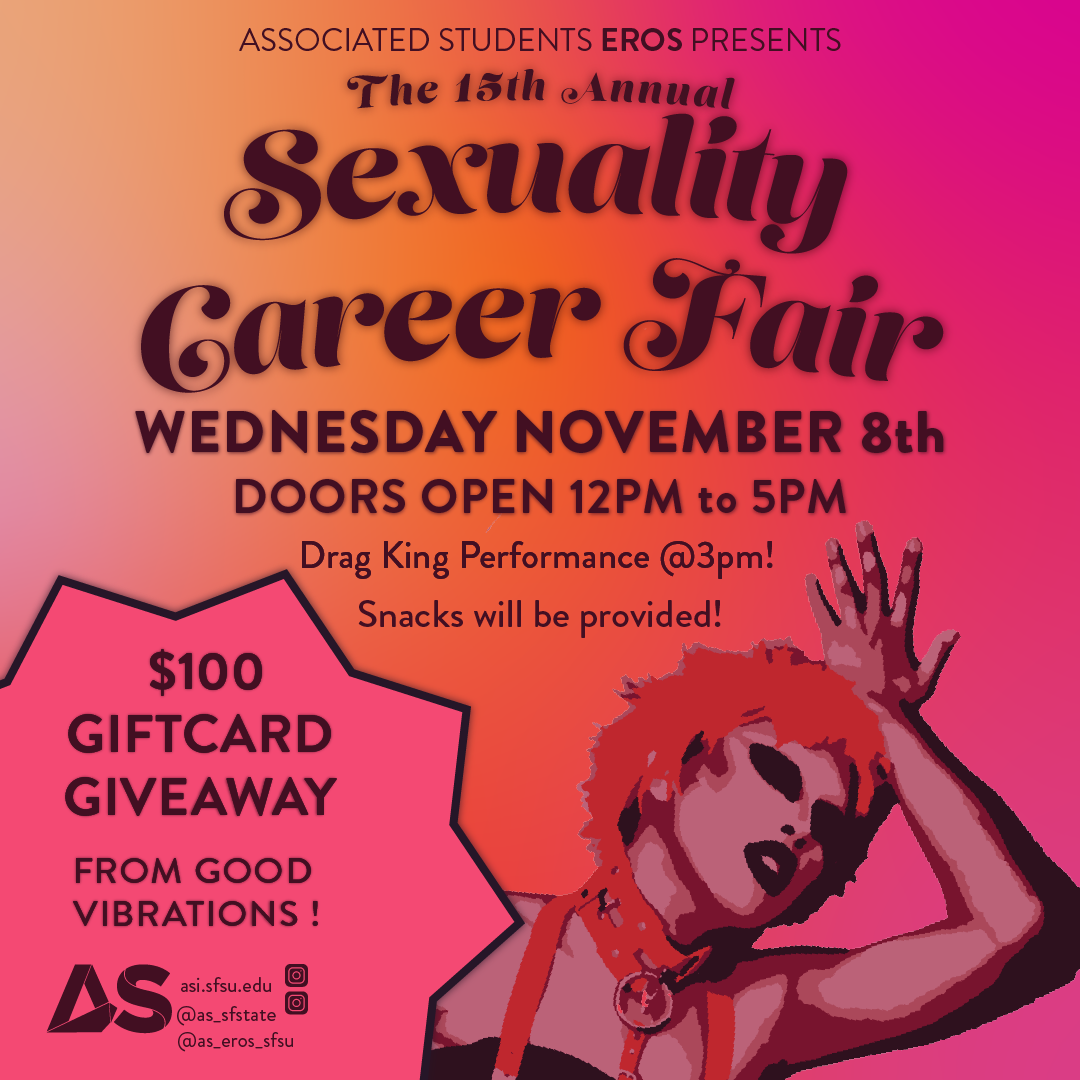 ASSOCIATED STUDENTS EROS PRESENTS
The 15th Annual
Sexuality
Career Fair
WEDNESDAY NOVEMBER 8th
DOORS OPEN 12PM to 5PM
Drag King Performance @3pm!
Snacks will be provided!
$100
GIFTCARD
GIVEAWAY
FROM GOOD
VIBRATIONS !
AS
asi.sfsu.edu
@as_sfstate
@as_eros_sfsu